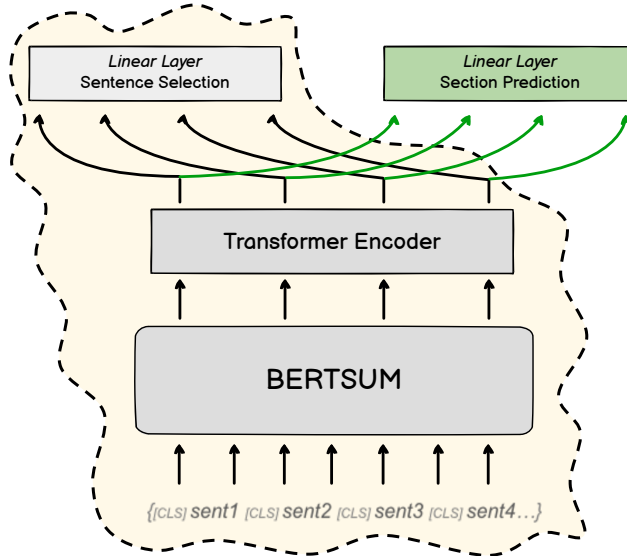 Linear Layer
Sentence Selection
Linear Layer
Section Prediction
Transformer Encoder
BERTSUM
{[CLS] sent1 [CLS] sent2 [CLS] sent3 [CLS] sent4...}